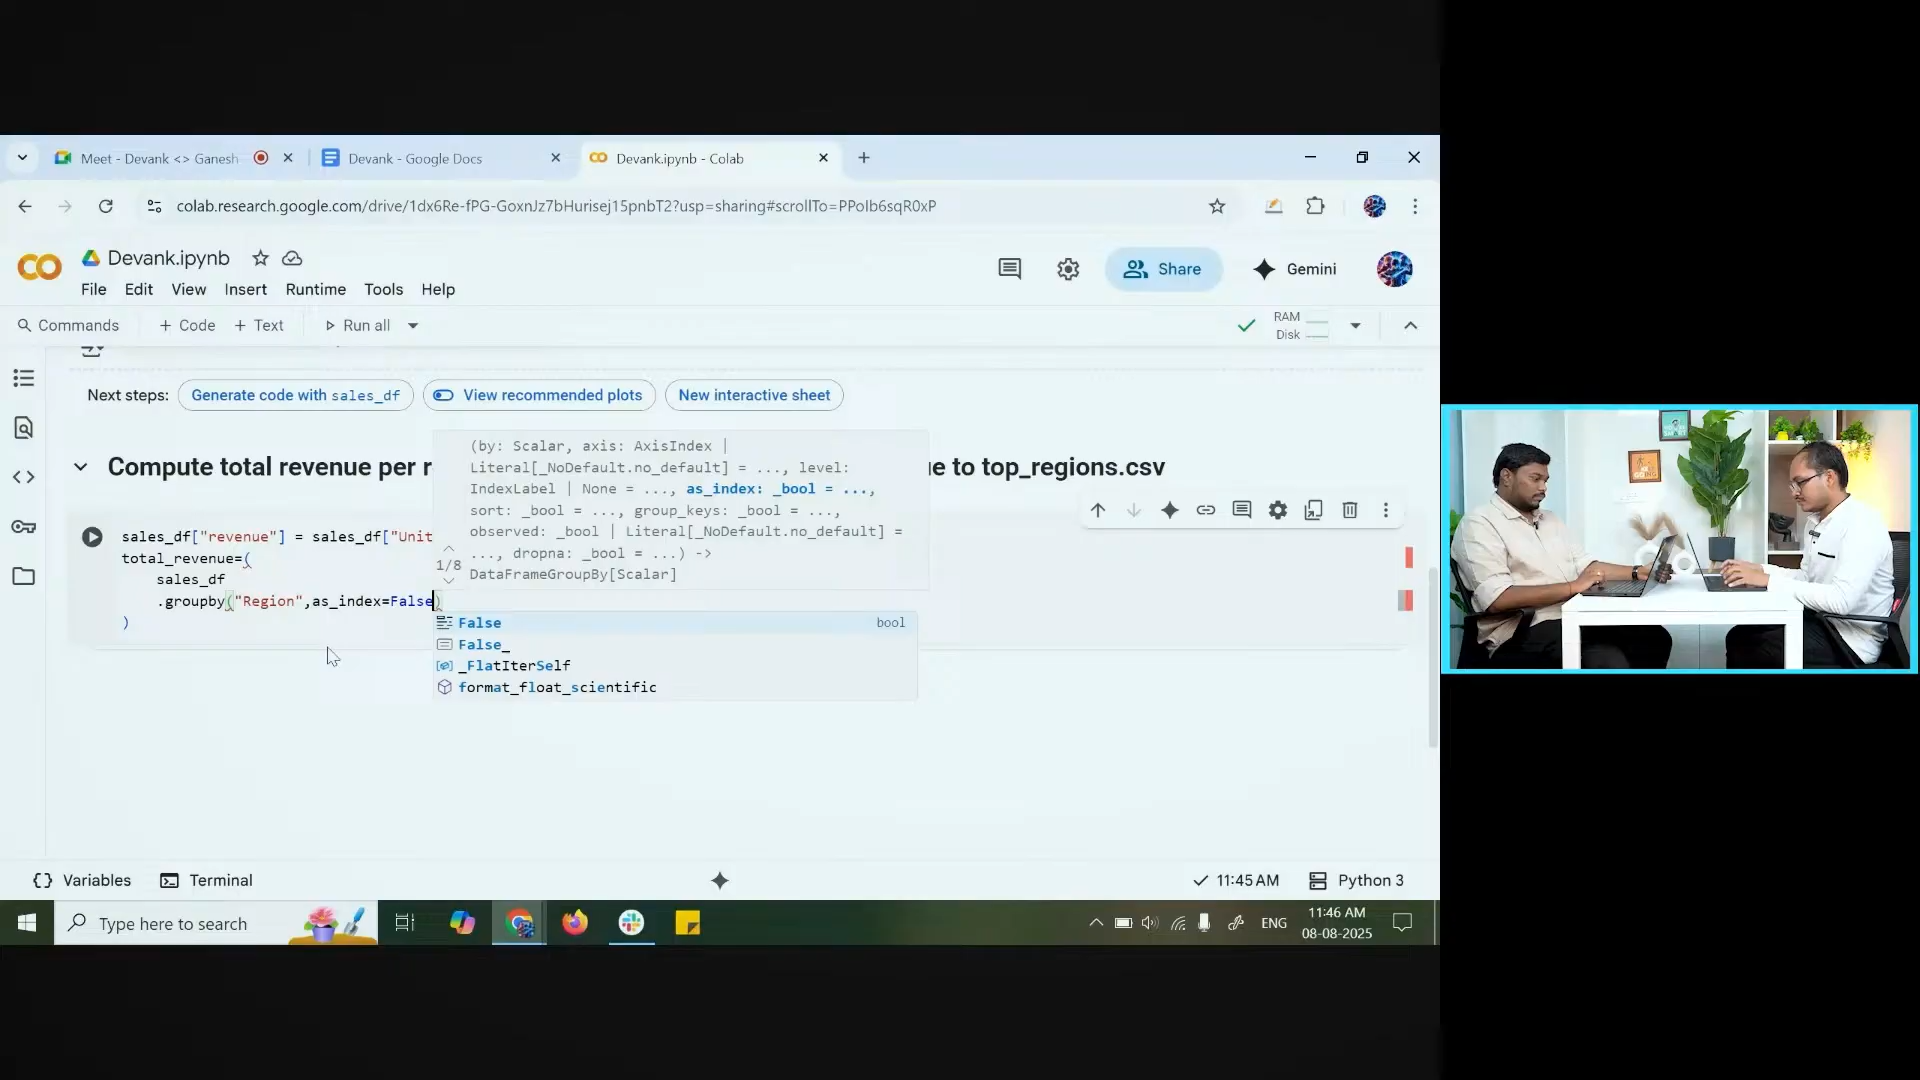 Meet - Devank <> Ganesh
Devank - Google Docs
Devank.ipynb - Colab
colab.research.google.com/drive/1dx6Re-fPG-GoxnJz7bHurisej15pnbT2?usp=sharing#scrollTo=PPoIb6sqR0xP
Devank.ipynb
File Edit View Insert Runtime Tools Help
Share
Gemini
Commands + Code + Text Run all
RAM
Disk
Next steps: Generate code with sales_df View recommended plots New interactive sheet
Compute total revenue per r
e to top_regions.csv
(by: Scalar, axis: AxisIndex |
Literal[_NoDefault.no_default] = ..., level:
IndexLabel | None = ..., as_index: _bool = ...,
sort: _bool = ..., group_keys: _bool = ...,
observed: _bool | Literal[_NoDefault.no_default] =
..., dropna: _bool = ...) ->
DataFrameGroupBy[Scalar]
1/8
sales_df["revenue"] = sales_df["Unit
total_revenue=(
sales_df
.groupby("Region",as_index=False)
)
False bool
False_
_FlatIterSelf
format_float_scientific
{} Variables Terminal
11:45 AM Python 3
Type here to search
ENG
11:46 AM
08-08-2025